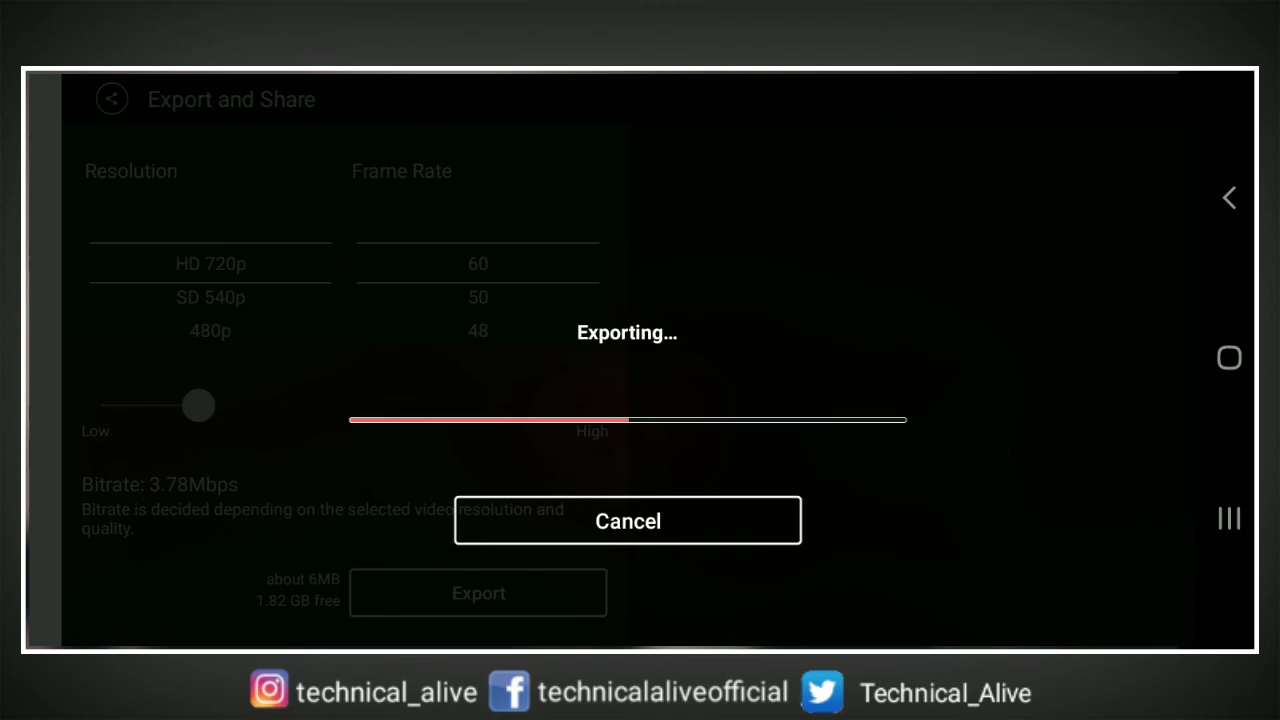 Export and Share
Resolution Frame Rate
HD 720p 60
SD 540p 50
480p 48
Exporting...
Low High
Bitrate: 3.78Mbps
Bitrate is decided depending on the selected video resolution and
quality.
Cancel
about 6MB
1.82 GB free
Export
technical_alive technicalaliveofficial Technical_Alive